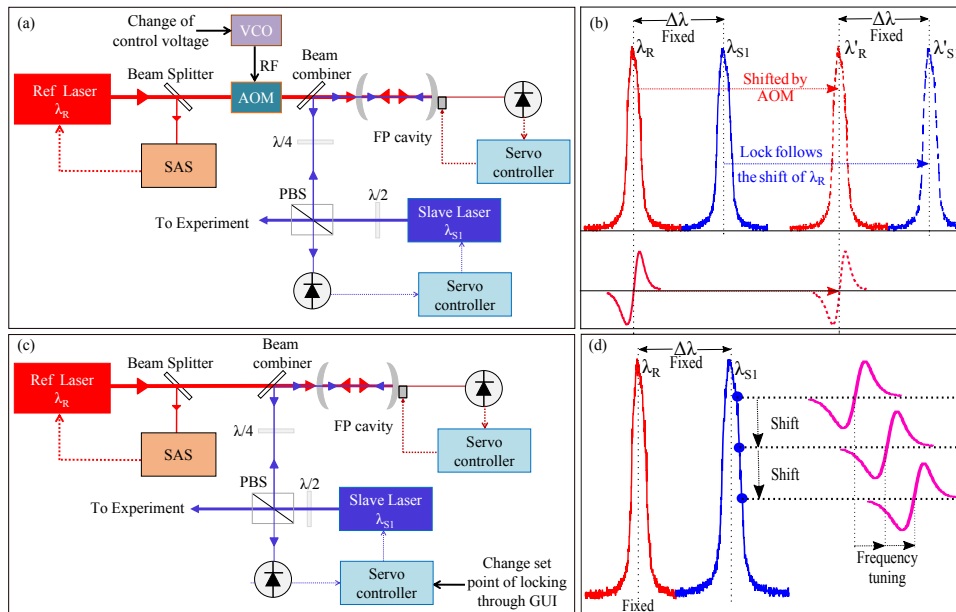 (a)
Change of
control voltage
VCO
RF
Beam Splitter
Beam
combiner
Ref Laser
λR
AOM
SAS
λ/4
FP cavity
Servo
controller
PBS
λ/2
To Experiment
Slave Laser
λS1
Servo
controller
(b)
Δλ
Fixed
Δλ
Fixed
λR
λS1
λ'R
λ'S
Shifted by
AOM
Lock follows
the shift of λR
(c)
Beam Splitter
Beam
combiner
Ref Laser
λR
SAS
λ/4
FP cavity
Servo
controller
PBS
λ/2
To Experiment
Slave Laser
λS1
Servo
controller
Change set
point of locking
through GUI
(d)
Δλ
Fixed
λR
λS1
Shift
Shift
Frequency
tuning
Fixed